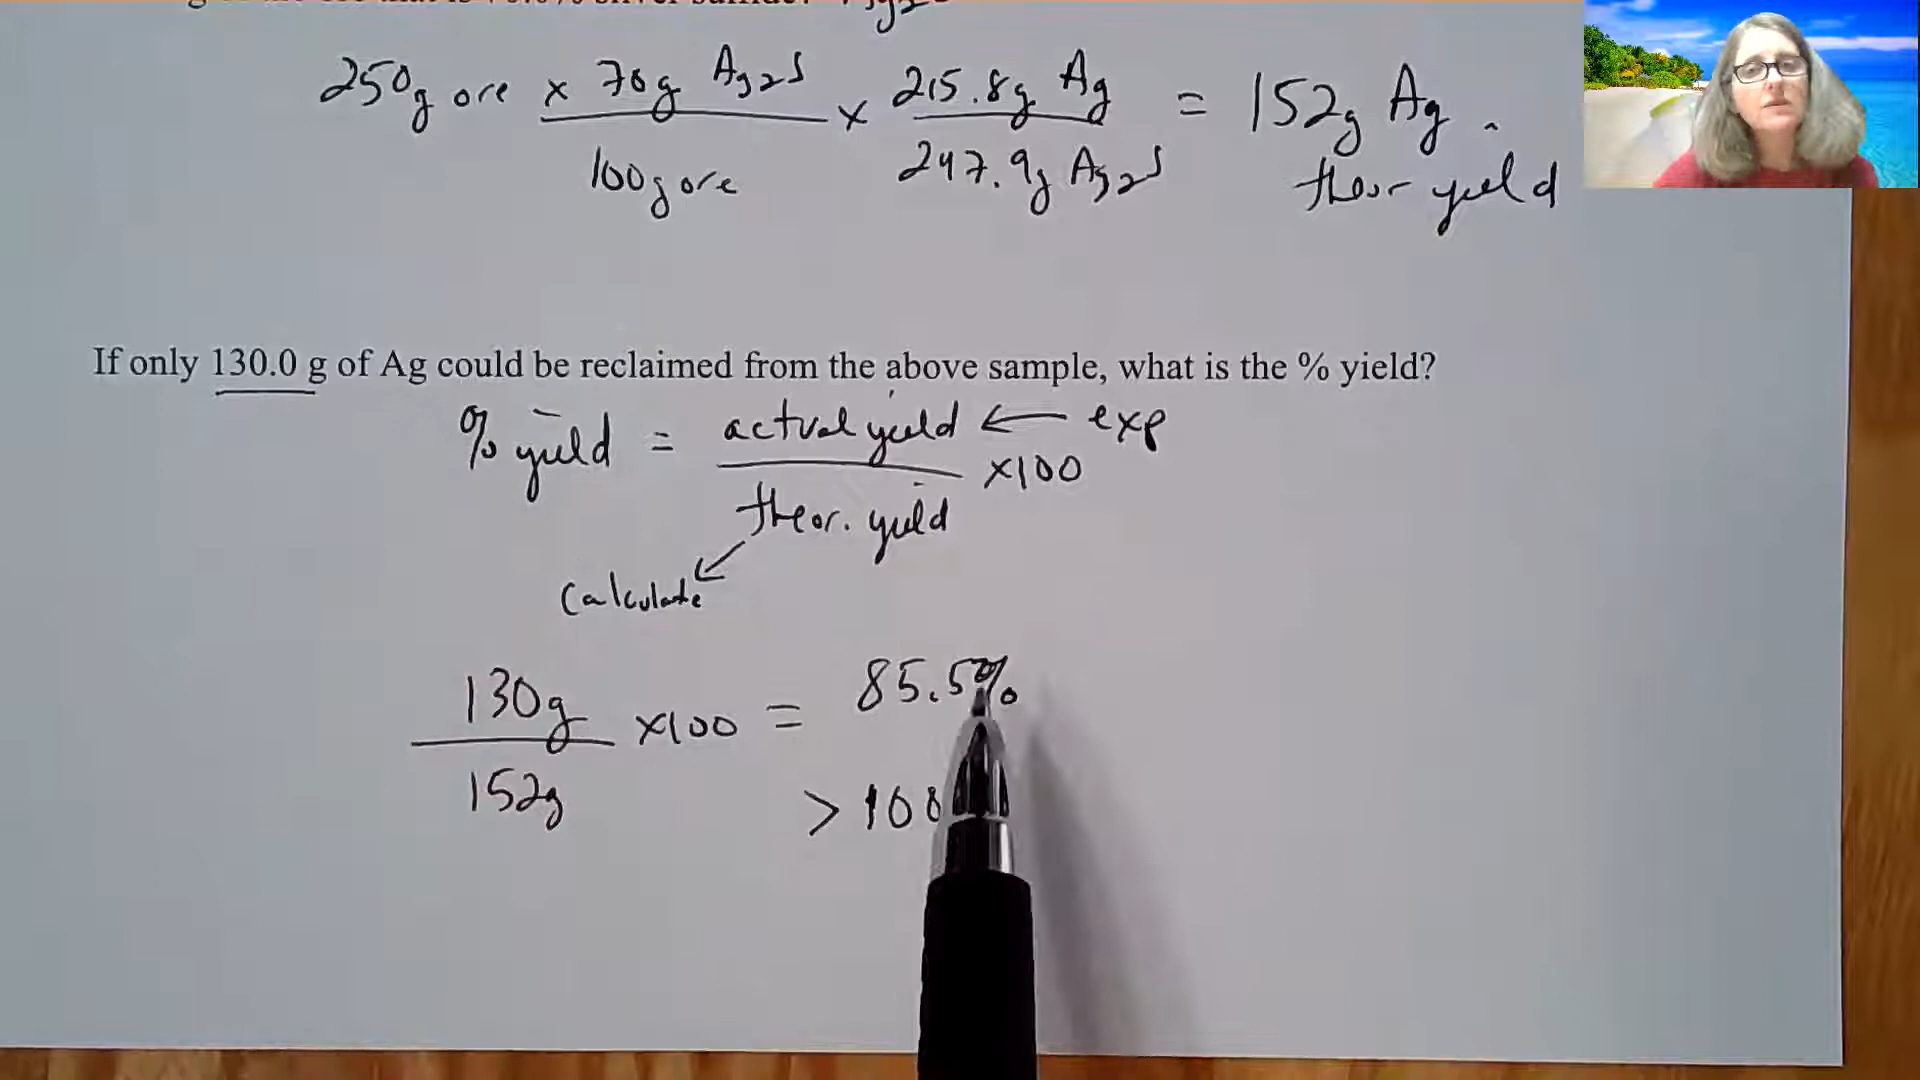 250g ore x 70g Ag2S x 215.8g Ag = 152g Ag.
100g ore 247.9g Ag2S theor yield
If only 130.0 g of Ag could be reclaimed from the above sample, what is the % yield?
% yield = actual yield ← exp
x100
theor. yield
Calculate
130g x100 = 85.5%
152g
> 100